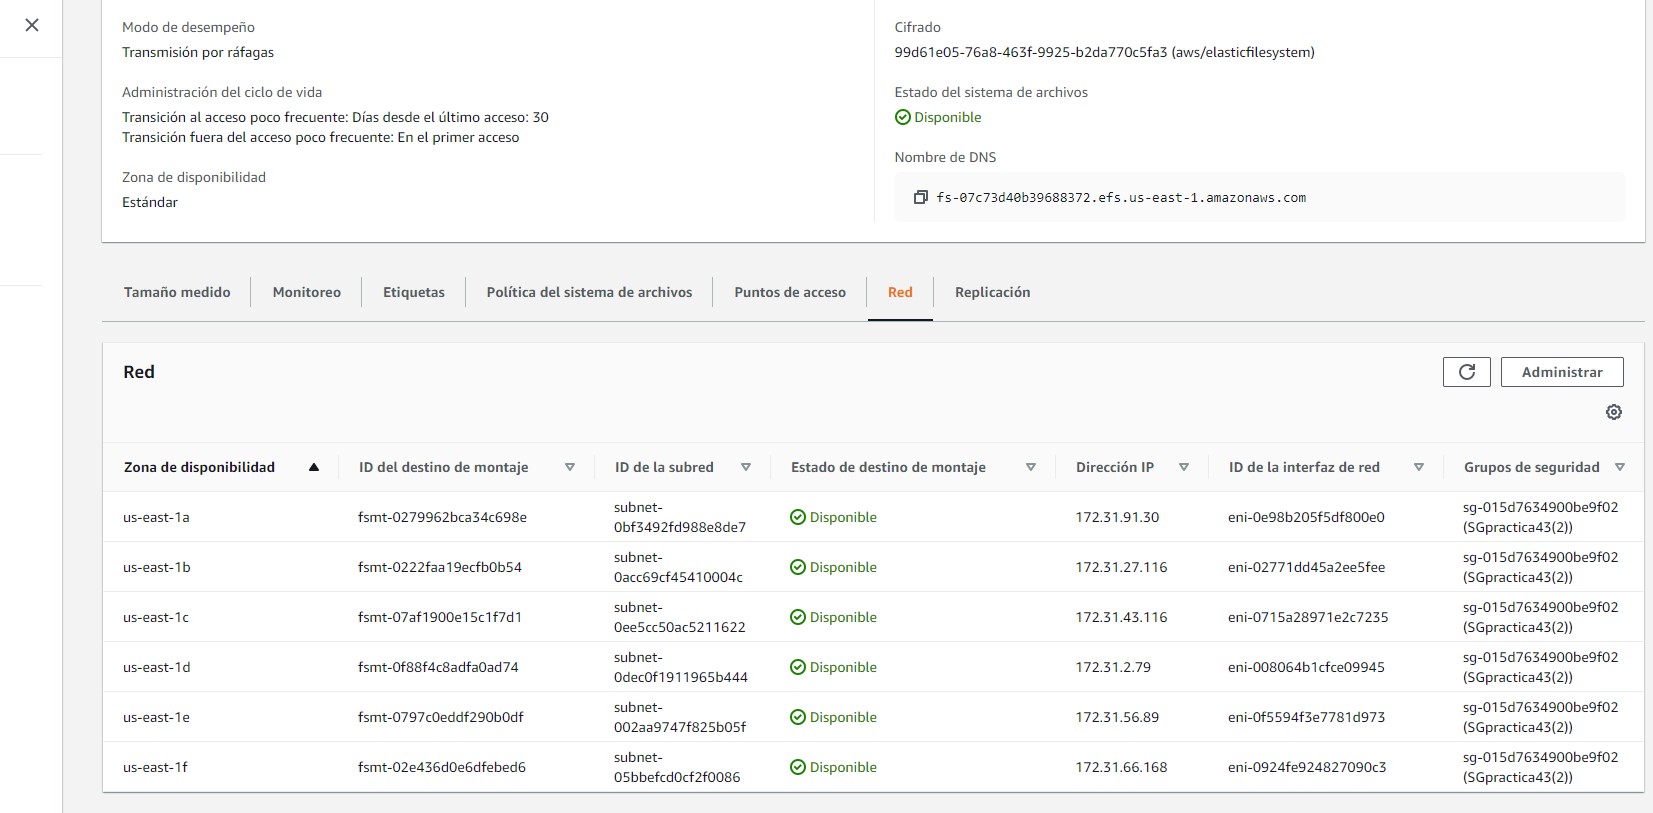 Modo de desempeño
Transmisión por ráfagas
Administración del ciclo de vida
Transición al acceso poco frecuente: Días desde el último acceso: 30
Transición fuera del acceso poco frecuente: En el primer acceso
Zona de disponibilidad
Estándar
Cifrado
99d61e05-76a8-463f-9925-b2da770c5fa3 (aws/elasticfilesystem)
Estado del sistema de archivos
Disponible
Nombre de DNS
fs-07c73d40b39688372.efs.us-east-1.amazonaws.com
Tamaño medido Monitoreo Etiquetas Política del sistema de archivos Puntos de acceso Red Replicación
Red Administrar
Zona de disponibilidad ID del destino de montaje ID de la subred Estado de destino de montaje Dirección IP ID de la interfaz de red Grupos de seguridad
us-east-1a fsmt-0279962bca34c698e subnet-0bf3492fd988e8de7 Disponible 172.31.91.30 eni-0e98b205f5df800e0 sg-015d7634900be9f02 (SGpractica43(2))
us-east-1b fsmt-0222faa19ecfb0b54 subnet-0acc69cf45410004c Disponible 172.31.27.116 eni-02771dd45a2ee5fee sg-015d7634900be9f02 (SGpractica43(2))
us-east-1c fsmt-07af1900e15c1f7d1 subnet-0ee5cc50ac5211622 Disponible 172.31.43.116 eni-0715a28971e2c7235 sg-015d7634900be9f02 (SGpractica43(2))
us-east-1d fsmt-0f88f4c8adfa0ad74 subnet-0dec0f1911965b444 Disponible 172.31.2.79 eni-008064b1cfce09945 sg-015d7634900be9f02 (SGpractica43(2))
us-east-1e fsmt-0797c0eddf290b0df subnet-002aa9747f825b05f Disponible 172.31.56.89 eni-0f5594f3e7781d973 sg-015d7634900be9f02 (SGpractica43(2))
us-east-1f fsmt-02e436d0e6dfebed6 subnet-05bbefcd0cf2f0086 Disponible 172.31.66.168 eni-0924fe924827090c3 sg-015d7634900be9f02 (SGpractica43(2))